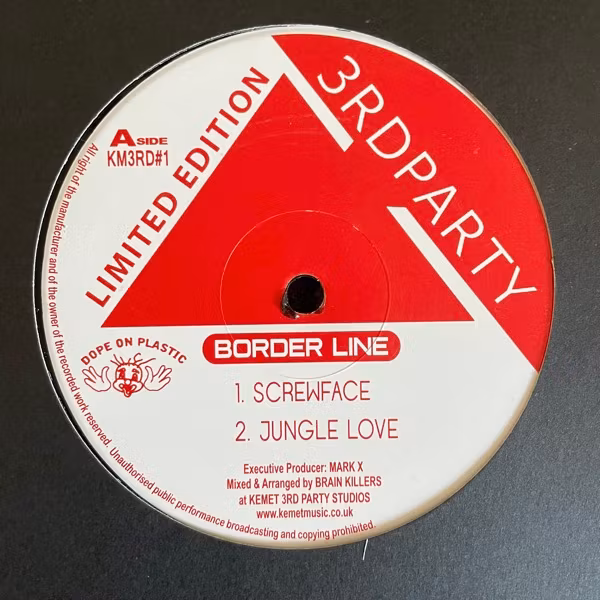 3RDPARTY
LIMITED EDITION
A SIDE
KM3RD#1
DOPE ON PLASTIC
BORDER LINE
1. SCREWFACE
2. JUNGLE LOVE
Executive Producer: MARK X
Mixed & Arranged by BRAIN KILLERS
at KEMET 3RD PARTY STUDIOS
www.kemetmusic.co.uk
All right of the manufacturer and of the owner of the recorded work reserved. Unauthorised public performance broadcasting and copying prohibited.